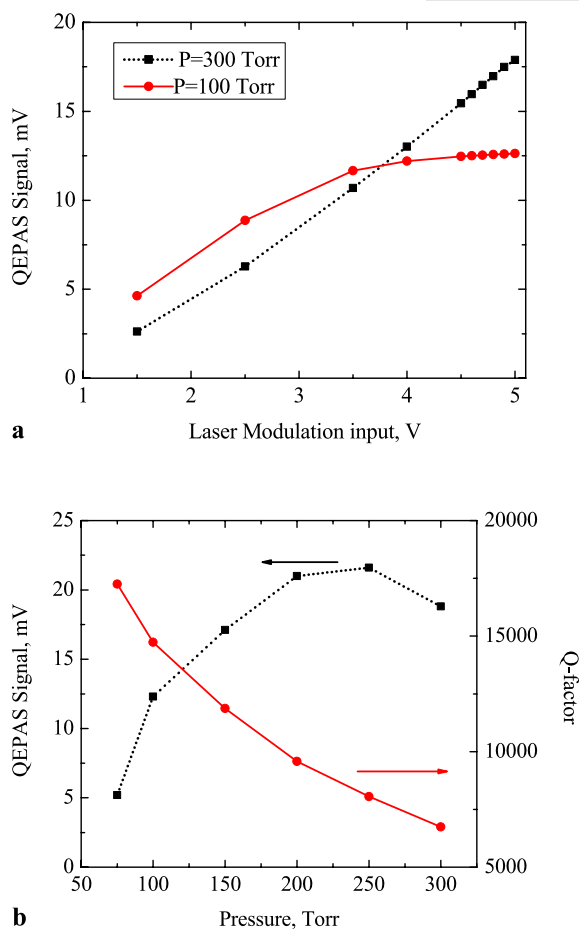 20
15
10
5
0
QEPAS Signal, mV
P=300 Torr
P=100 Torr
1 2 3 4 5
Laser Modulation input, V
a
25
20
15
10
5
0
QEPAS Signal, mV
20000
15000
10000
5000
Q-factor
50 100 150 200 250 300
Pressure, Torr
b